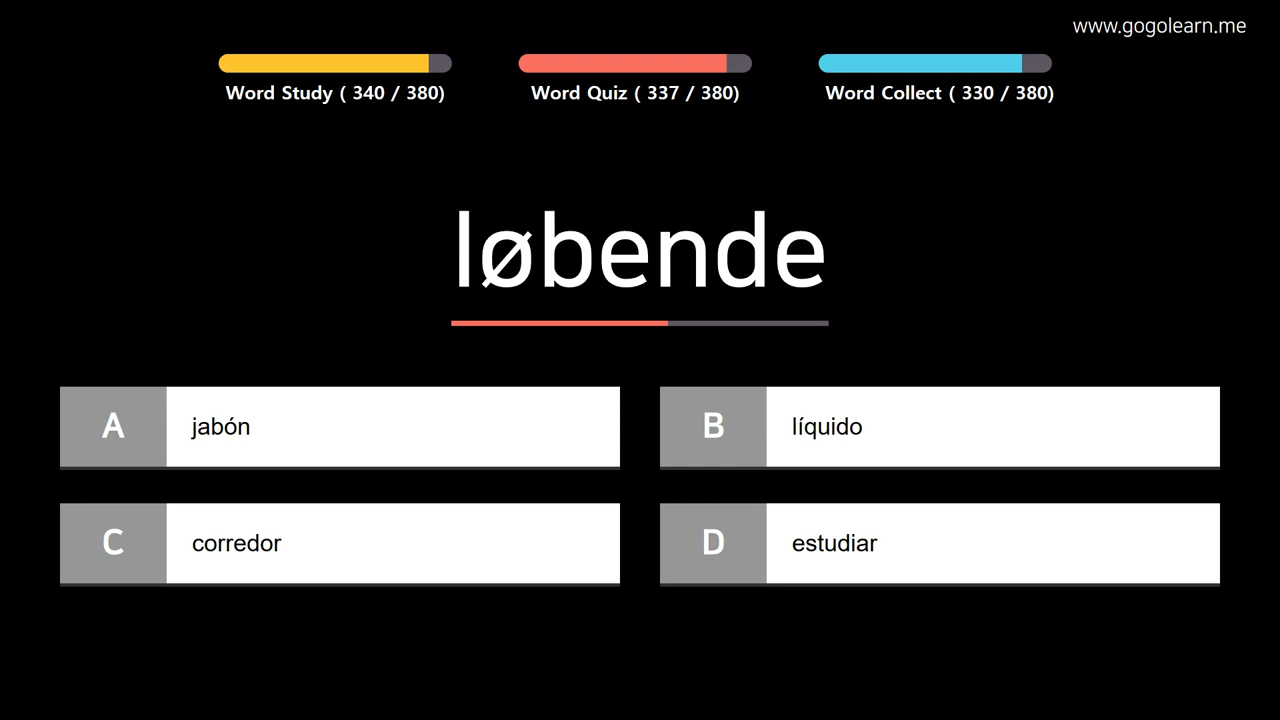 www.gogolearn.me
Word Study ( 340 / 380)
Word Quiz ( 337 / 380)
Word Collect ( 330 / 380)
løbende
A jabón
B líquido
C corredor
D estudiar